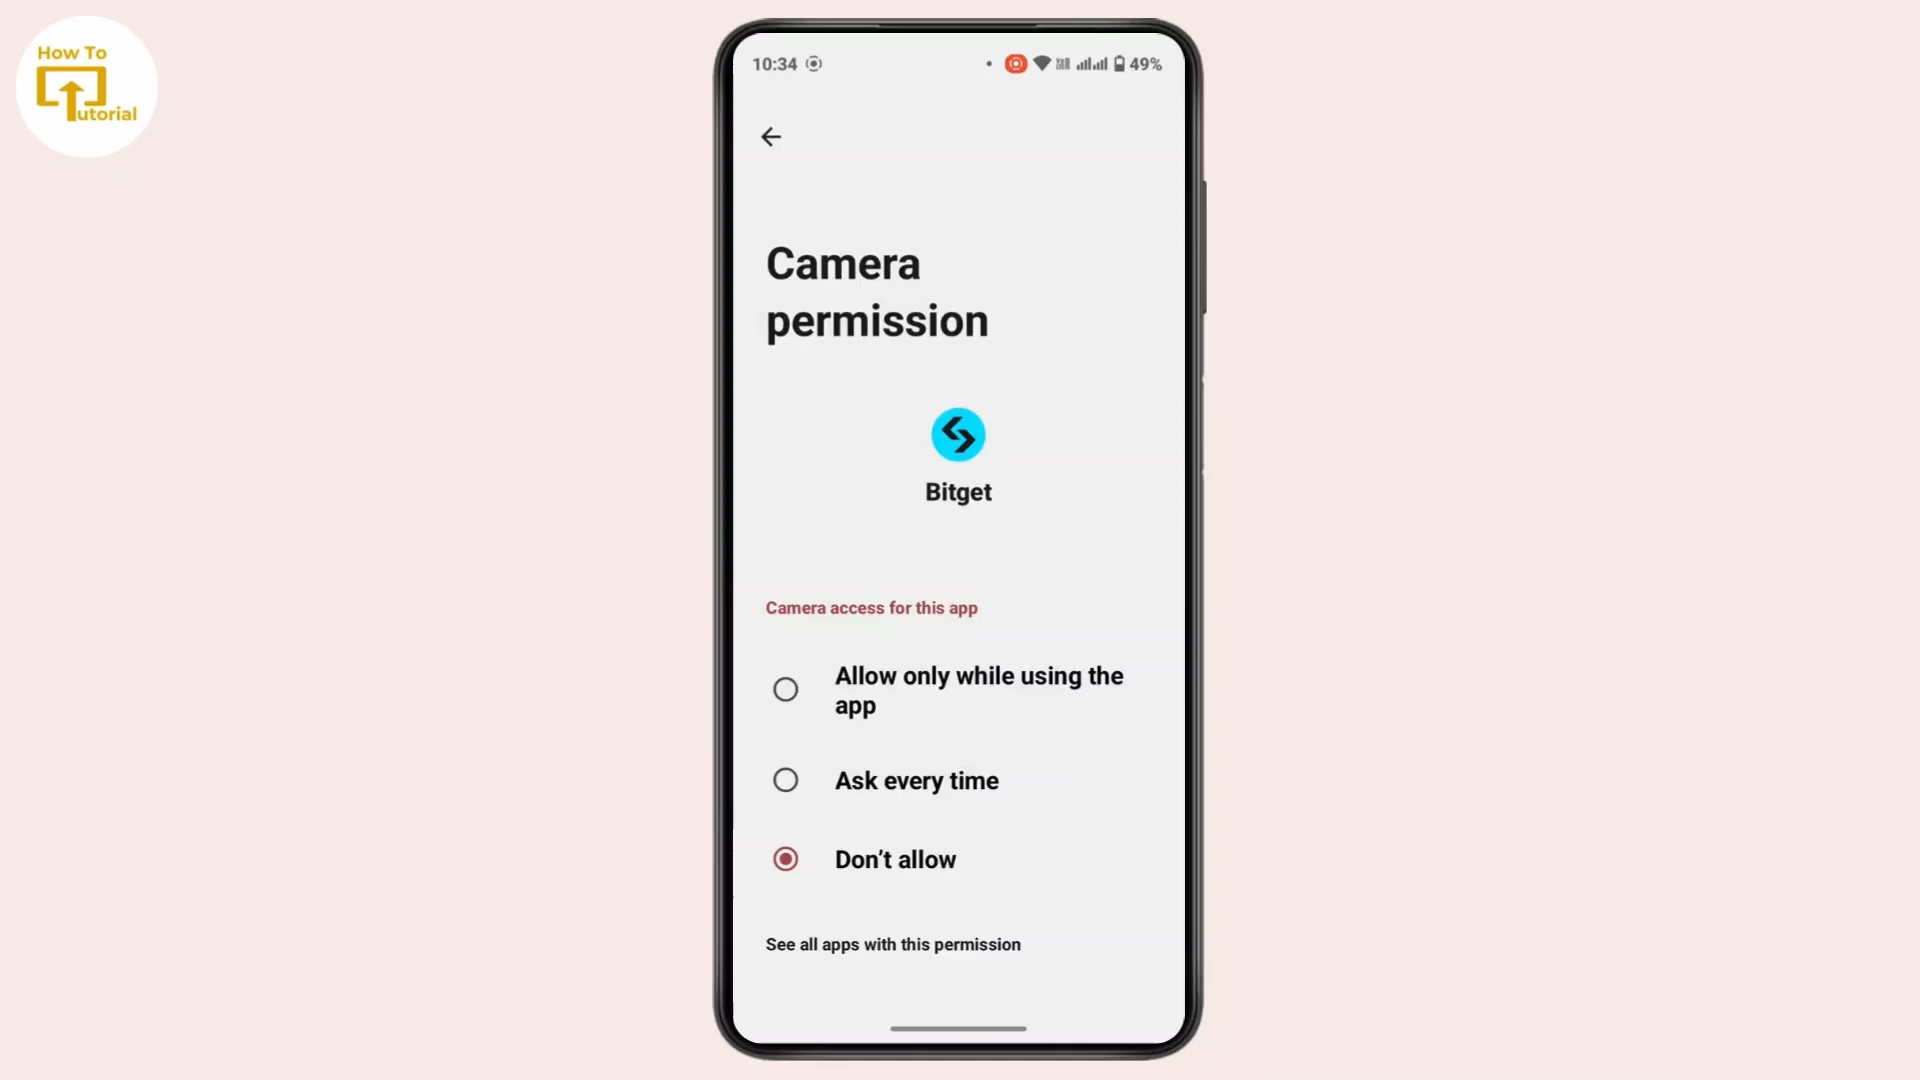 How To
Tutorial
10:34
49%
Camera
permission
Bitget
Camera access for this app
Allow only while using the
app
Ask every time
Don’t allow
See all apps with this permission